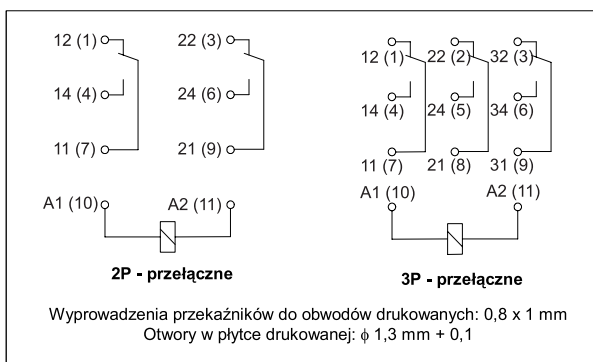 12 (1) 22 (3)
14 (4) 24 (6)
11 (7) 21 (9)
A1 (10) A2 (11)
2P - przełączne
12 (1) 22 (2) 32 (3)
14 (4) 24 (5) 34 (6)
11 (7) 21 (8) 31 (9)
A1 (10) A2 (11)
3P - przełączne
Wyprowadzenia przekaźników do obwodów drukowanych: 0,8 x 1 mm
Otwory w płytce drukowanej: ϕ 1,3 mm + 0,1